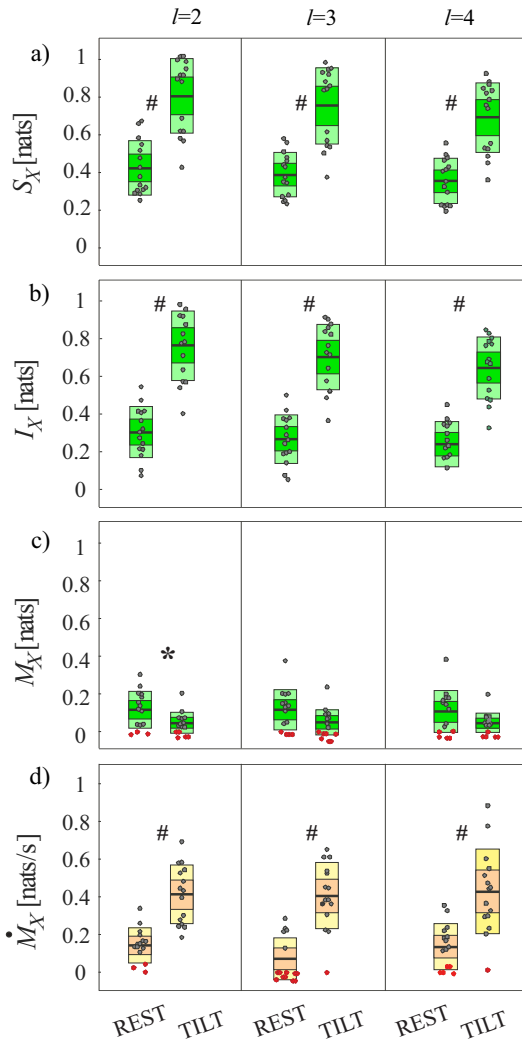 l=2 l=3 l=4
a)
S_X [nats]
1
0.8
0.6
0.4
0.2
0
# # #
b)
I_X [nats]
1
0.8
0.6
0.4
0.2
0
# # #
c)
M_X [nats]
1
0.8
0.6
0.4
0.2
0
*
d)
Ṁ_X [nats/s]
1
0.8
0.6
0.4
0.2
0
# # #
REST TILT REST TILT REST TILT